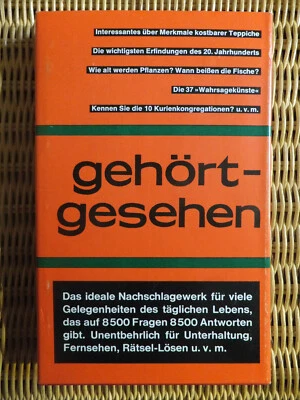 Interessantes über Merkmale kostbarer Teppiche
Die wichtigsten Erfindungen des 20. Jahrhunderts
Wie alt werden Pflanzen? Wann beißen die Fische?
Die 37 »Wahrsagekünste«
Kennen Sie die 10 Kurienkongregationen? u. v. m.
gehört-
gesehen
Das ideale Nachschlagewerk für viele
Gelegenheiten des täglichen Lebens,
das auf 8500 Fragen 8500 Antworten
gibt. Unentbehrlich für Unterhaltung,
Fernsehen, Rätsel-Lösen u. v. m.